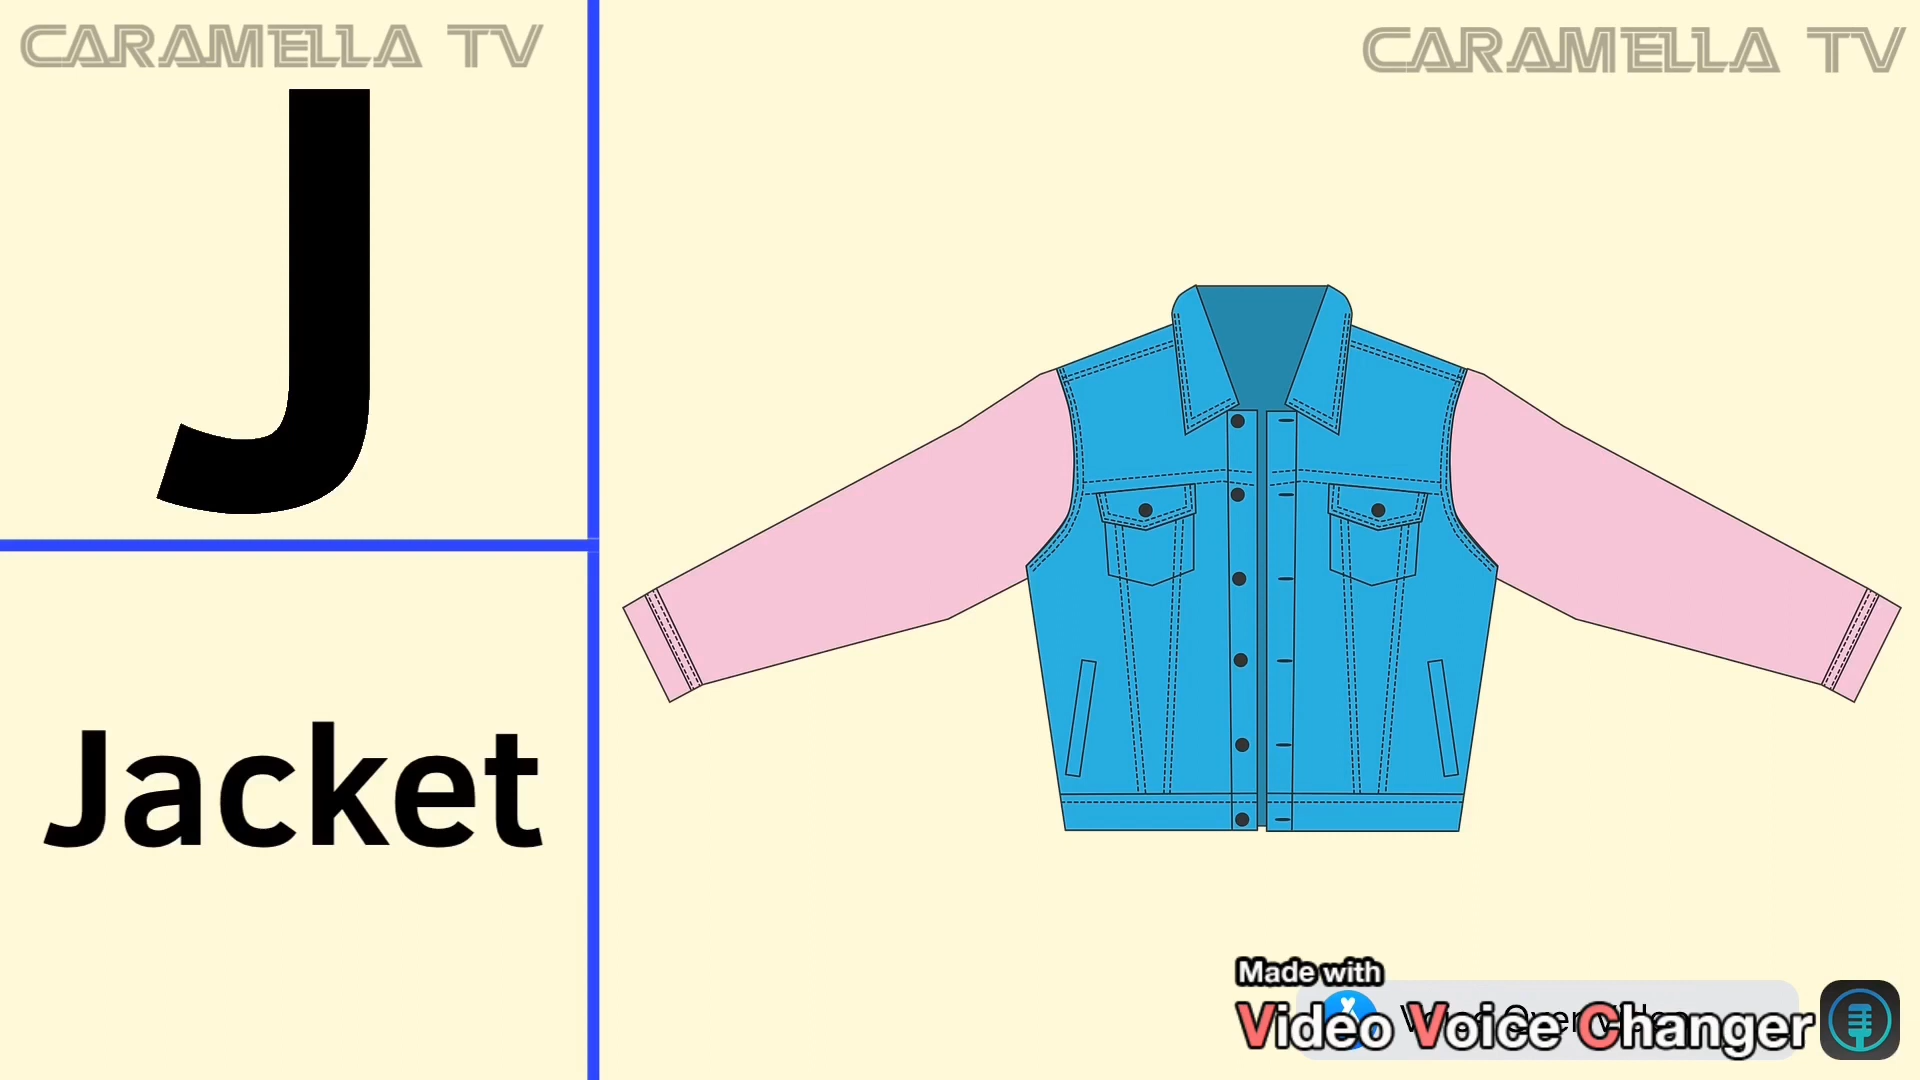 CARAMELLA TV
CARAMELLA TV
J
Jacket
Made with
Video Voice Changer